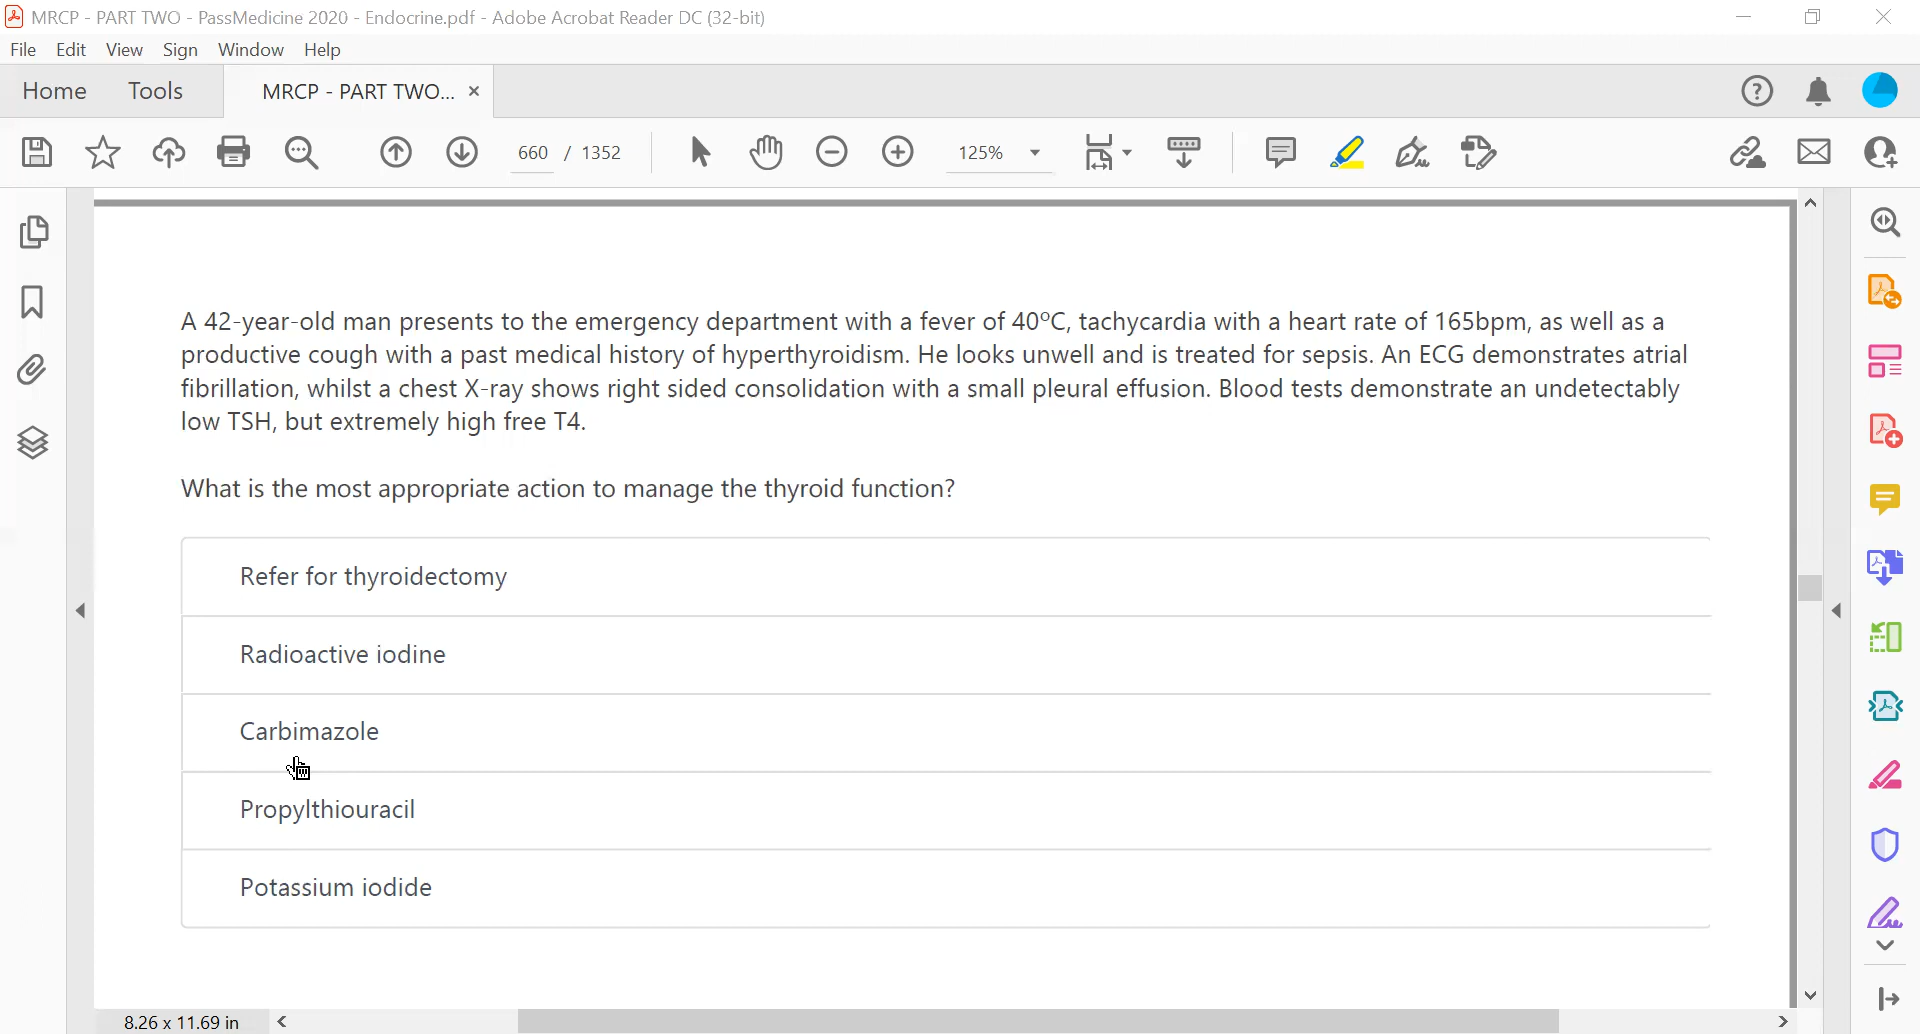 MRCP - PART TWO - PassMedicine 2020 - Endocrine.pdf - Adobe Acrobat Reader DC (32-bit)
File Edit View Sign Window Help
Home Tools MRCP - PART TWO... ×
660 / 1352 125%
A 42-year-old man presents to the emergency department with a fever of 40ºC, tachycardia with a heart rate of 165bpm, as well as a
productive cough with a past medical history of hyperthyroidism. He looks unwell and is treated for sepsis. An ECG demonstrates atrial
fibrillation, whilst a chest X-ray shows right sided consolidation with a small pleural effusion. Blood tests demonstrate an undetectably
low TSH, but extremely high free T4.
What is the most appropriate action to manage the thyroid function?
Refer for thyroidectomy
Radioactive iodine
Carbimazole
Propylthiouracil
Potassium iodide
8.26 x 11.69 in